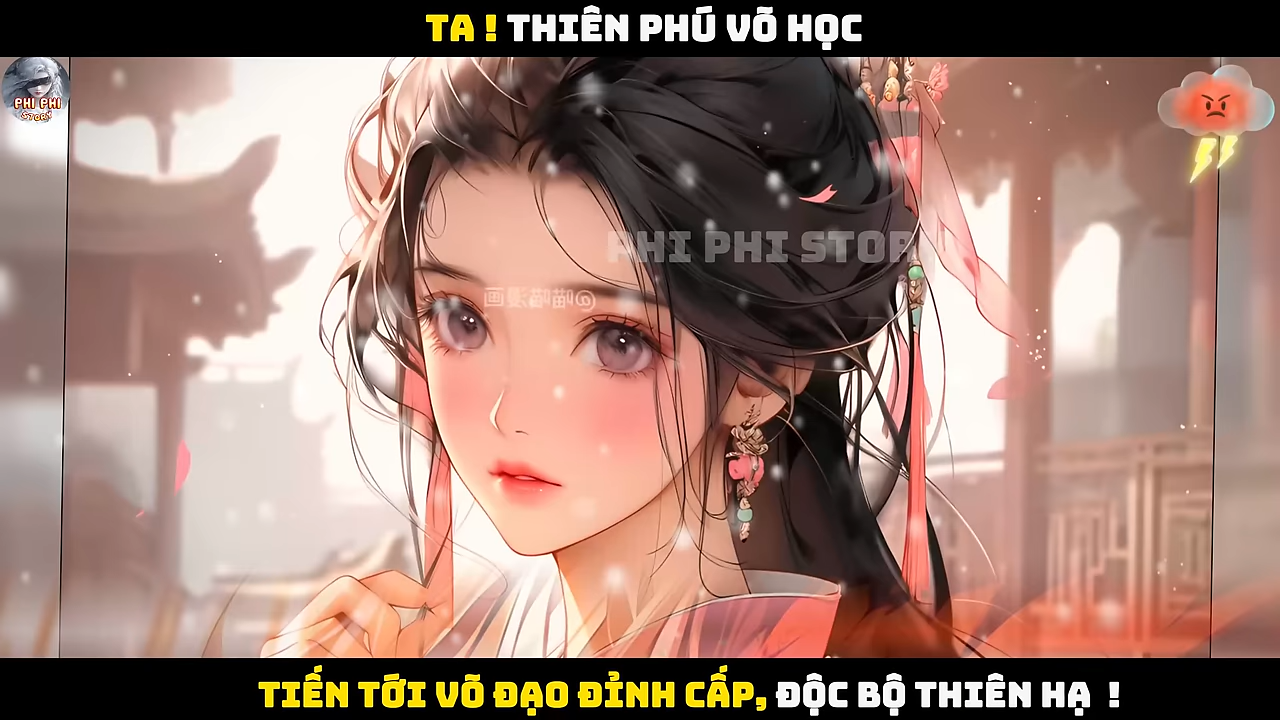 TA ! THIÊN PHÚ VÕ HỌC
PHI PHI
STORY
PHI PHI STORY
TIẾN TỚI VÕ ĐẠO ĐỈNH CẤP, ĐỘC BỘ THIÊN HẠ !